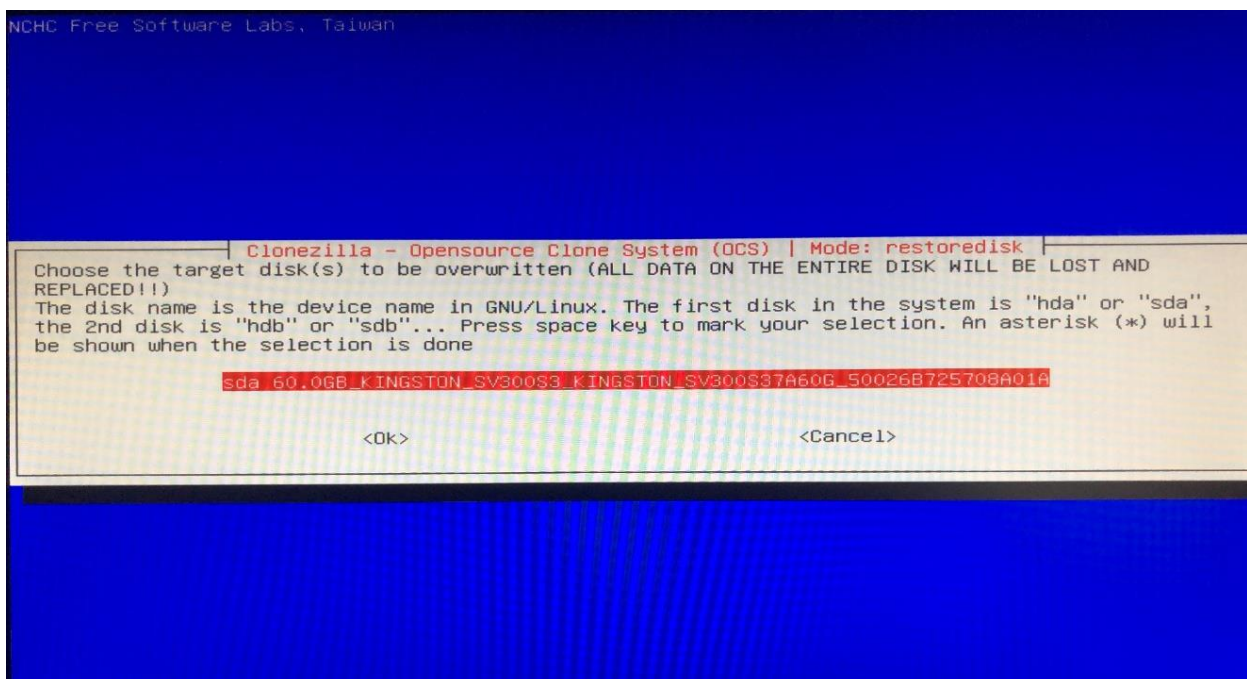 NCHC Free Software Labs, Taiwan
Clonezilla - Opensource Clone System (OCS) | Mode: restoredisk
Choose the target disk(s) to be overwritten (ALL DATA ON THE ENTIRE DISK WILL BE LOST AND
REPLACED!!)
The disk name is the device name in GNU/Linux. The first disk in the system is "hda" or "sda",
the 2nd disk is "hdb" or "sdb"... Press space key to mark your selection. An asterisk (*) will
be shown when the selection is done
sda 60.0GB_KINGSTON_SV300S3_KINGSTON_SV300S37A60G_50026B725708A01A
<Ok> <Cancel>